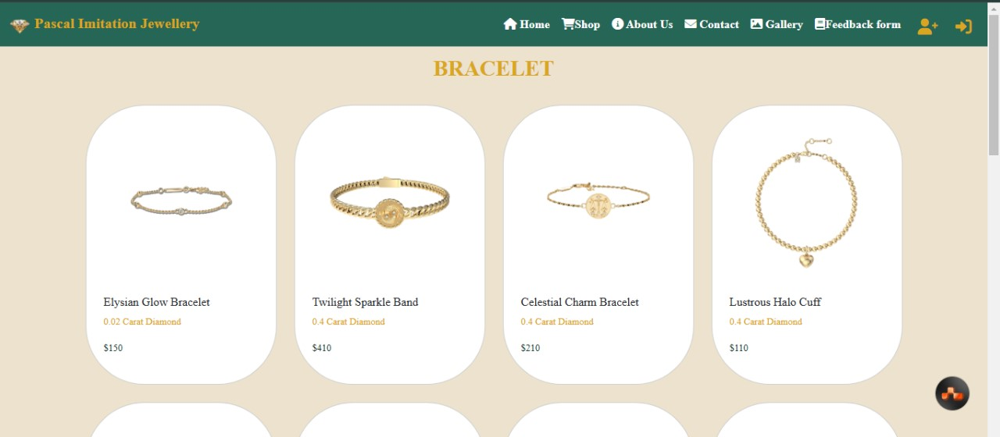 Pascal Imitation Jewellery Home Shop About Us Contact Gallery Feedback form
BRACELET
Elysian Glow Bracelet
0.02 Carat Diamond
$150
Twilight Sparkle Band
0.4 Carat Diamond
$410
Celestial Charm Bracelet
0.4 Carat Diamond
$210
Lustrous Halo Cuff
0.4 Carat Diamond
$110